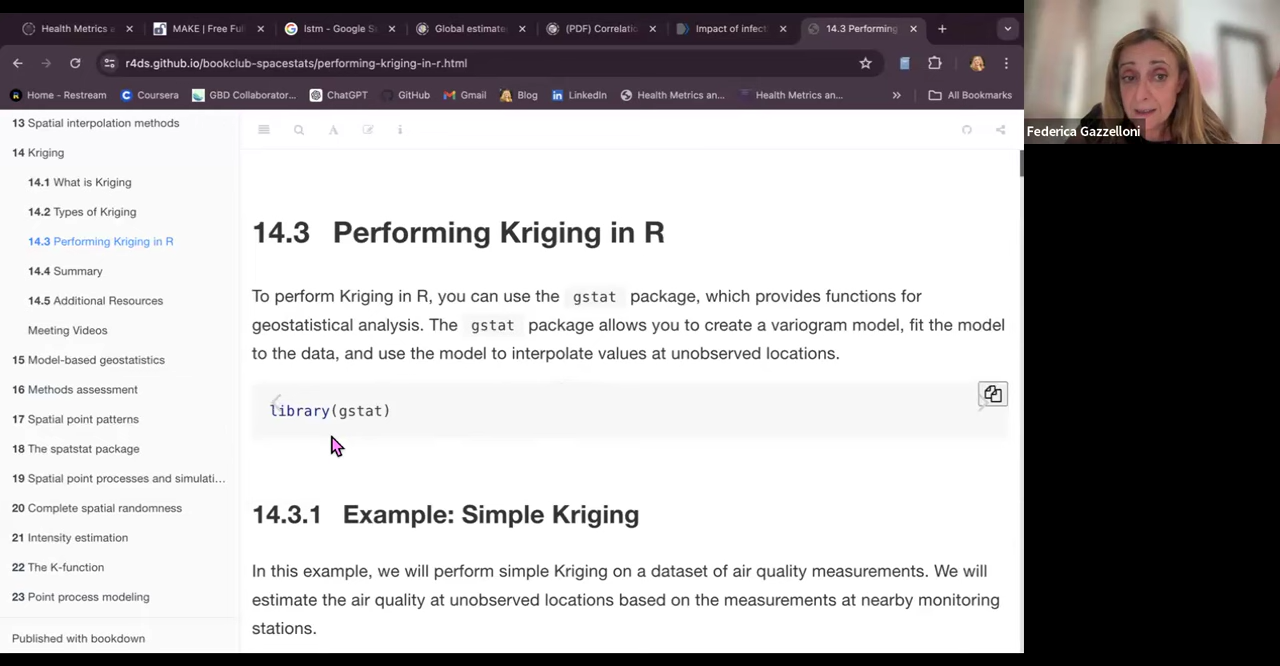 Health Metrics a
MAKE | Free Ful
lstm - Google S
Global estimate
(PDF) Correlatio
Impact of infect
14.3 Performing
r4ds.github.io/bookclub-spacestats/performing-kriging-in-r.html
Home - Restream
Coursera
GBD Collaborator...
ChatGPT
GitHub
Gmail
Blog
LinkedIn
Health Metrics an...
Health Metrics an...
»
All Bookmarks
Federica Gazzelloni
13 Spatial interpolation methods
14 Kriging
14.1 What is Kriging
14.2 Types of Kriging
14.3 Performing Kriging in R
14.4 Summary
14.5 Additional Resources
Meeting Videos
15 Model-based geostatistics
16 Methods assessment
17 Spatial point patterns
18 The spatstat package
19 Spatial point processes and simulati...
20 Complete spatial randomness
21 Intensity estimation
22 The K-function
23 Point process modeling
Published with bookdown
14.3 Performing Kriging in R
To perform Kriging in R, you can use the gstat package, which provides functions for
geostatistical analysis. The gstat package allows you to create a variogram model, fit the model
to the data, and use the model to interpolate values at unobserved locations.
library(gstat)
14.3.1 Example: Simple Kriging
In this example, we will perform simple Kriging on a dataset of air quality measurements. We will
estimate the air quality at unobserved locations based on the measurements at nearby monitoring
stations.